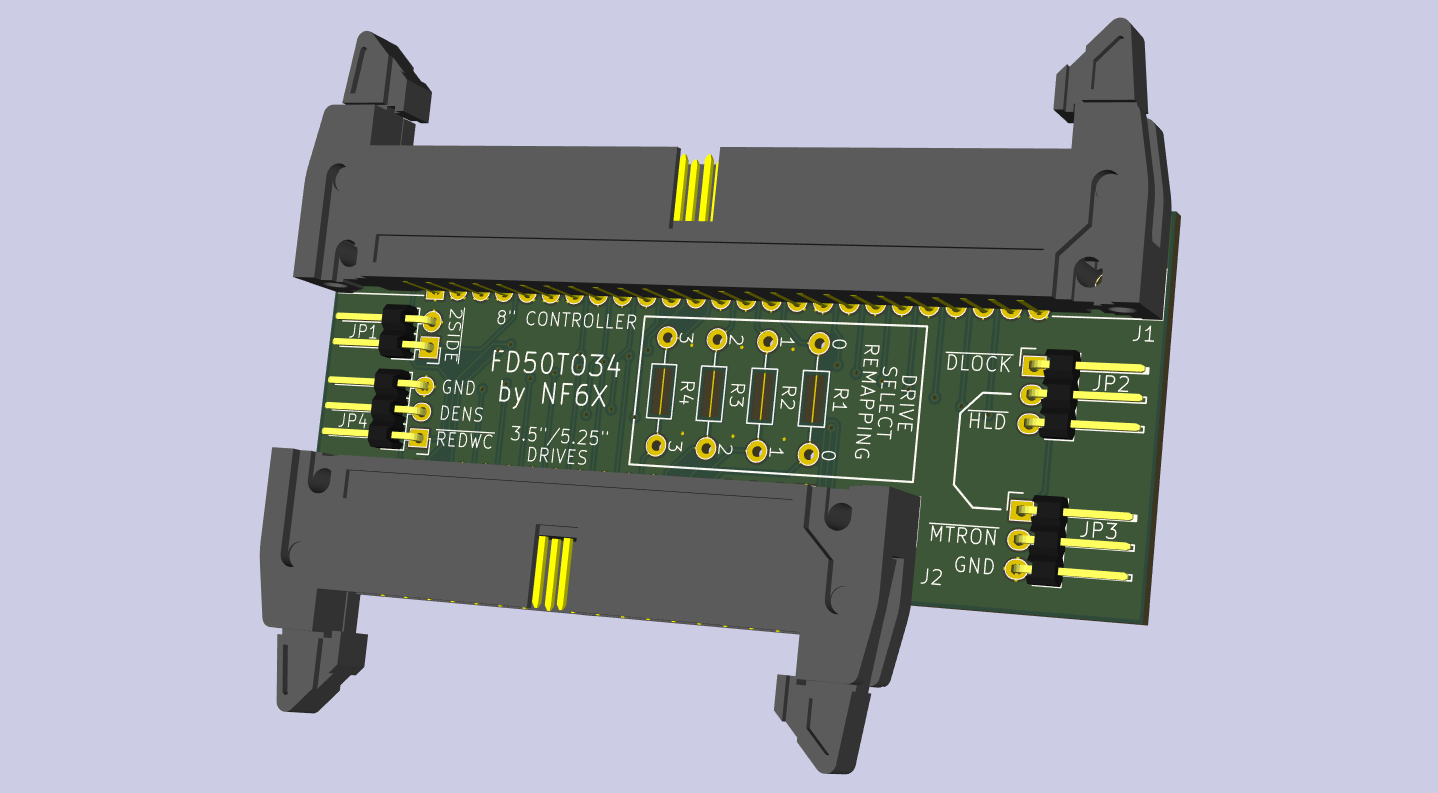 J1
8" CONTROLLER
JP1
2SIDE
FD50TO34
by NF6X
GND
DENS
REDWC
JP4
3.5"/5.25"
DRIVES
3
2
1
0
R4
R3
R2
R1
3
2
1
0
DRIVE
SELECT
REMAPPING
DLOCK
HLD
JP2
MTRON
GND
JP3
J2